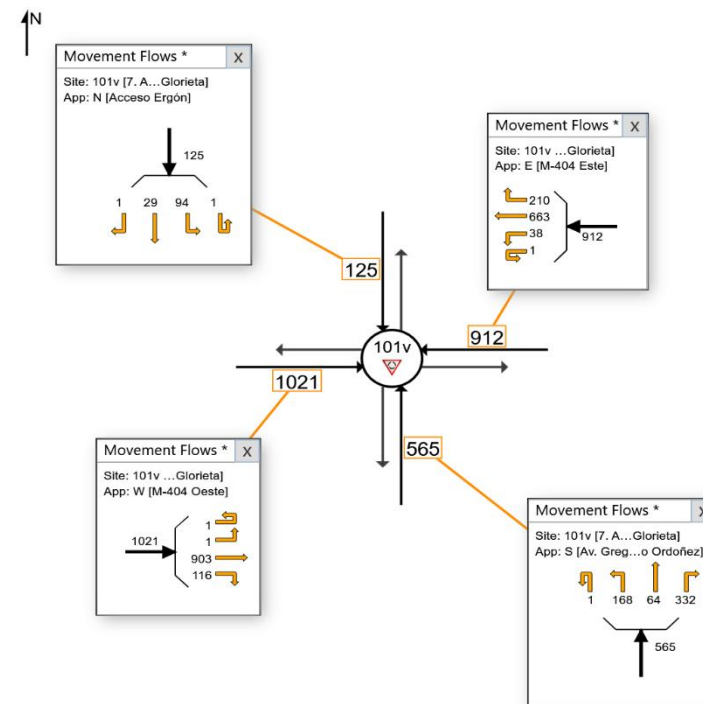 N
Movement Flows * X
Site: 101v [7. A...Glorieta]
App: N [Acceso Ergón]
125
1 29 94 1
Movement Flows * X
Site: 101v ...Glorieta]
App: E [M-404 Este]
210
663
38
1
912
125
912
101v
1021
565
Movement Flows * X
Site: 101v ...Glorieta]
App: W [M-404 Oeste]
1021
1
1
903
116
Movement Flows * X
Site: 101v [7. A...Glorieta]
App: S [Av. Greg...o Ordoñez]
1 168 64 332
565